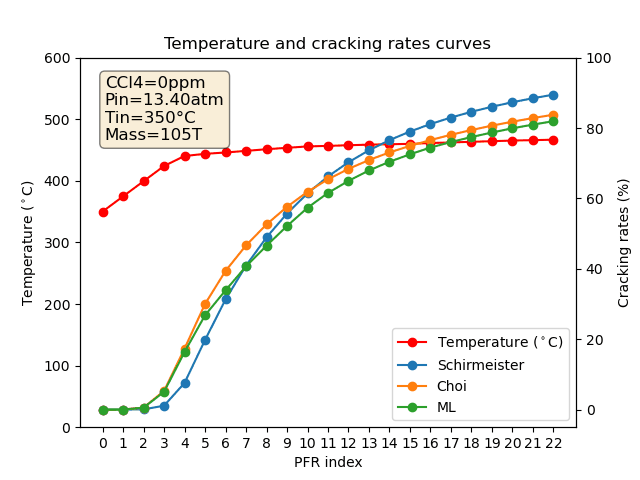 Temperature and cracking rates curves
CCl4=0ppm
Pin=13.40atm
Tin=350°C
Mass=105T
600
500
400
300
200
100
0
Temperature (°C)
100
80
60
40
20
0
Cracking rates (%)
Temperature (°C)
Schirmeister
Choi
ML
0 1 2 3 4 5 6 7 8 9 10 11 12 13 14 15 16 17 18 19 20 21 22
PFR index